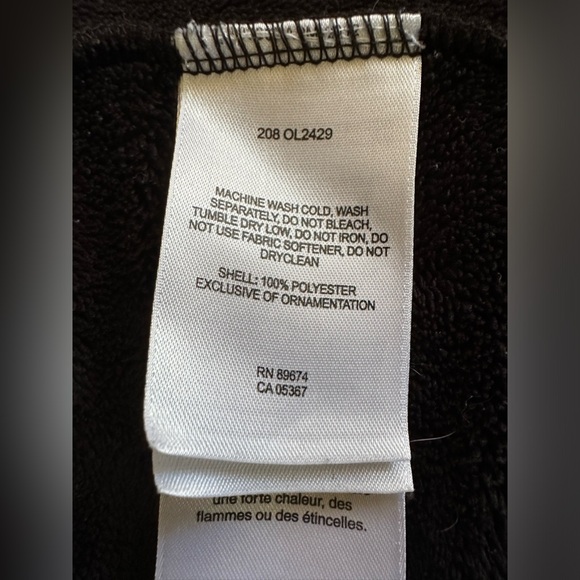 208 OL2429
MACHINE WASH COLD, WASH
SEPARATELY, DO NOT BLEACH,
TUMBLE DRY LOW, DO NOT IRON, DO
NOT USE FABRIC SOFTENER, DO NOT
DRYCLEAN
SHELL: 100% POLYESTER
EXCLUSIVE OF ORNAMENTATION
RN 89674
CA 05367
une forte chaleur, des
flammes ou des étincelles.